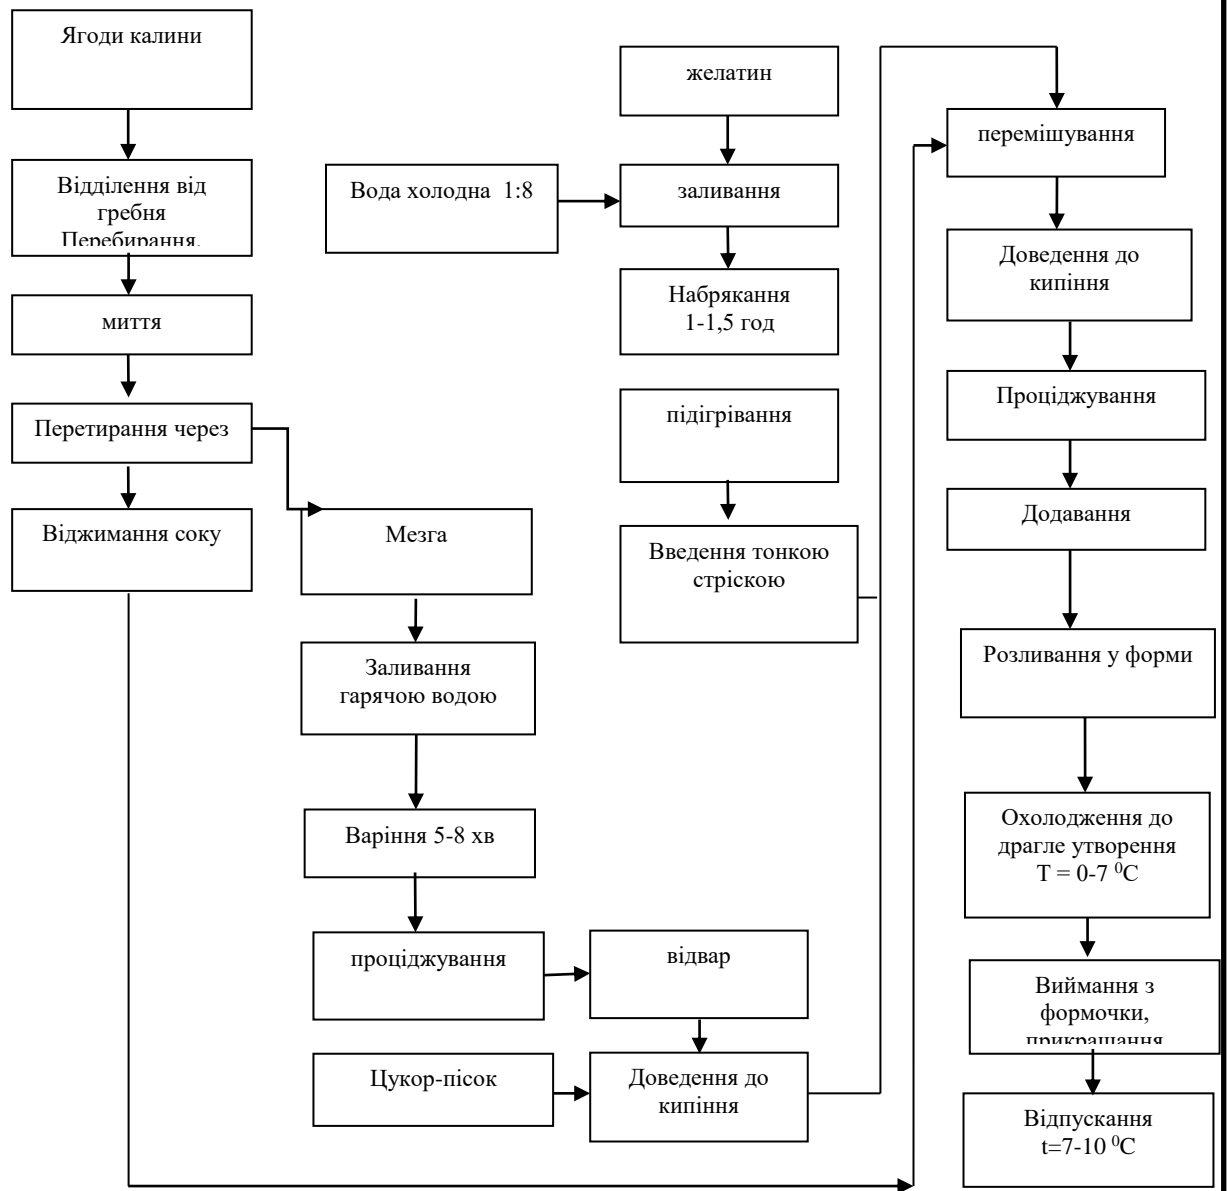 Ягоди калини
Відділення від
гребня
Перебирання.
миття
Перетирання через
Віджимання соку
Мезга
Заливання
гарячою водою
Варіння 5-8 хв
проціджування
відвар
Цукор-пісок
Доведення до
кипіння
желатин
Вода холодна 1:8
заливання
Набрякання
1-1,5 год
підігрівання
Введення тонкою
стріскою
перемішування
Доведення до
кипіння
Проціджування
Додавання
Розливання у форми
Охолодження до
драгле утворення
Т = 0-7 ⁰С
Виймання з
формочки,
прикрашання
Відпускання
t=7-10 ⁰С